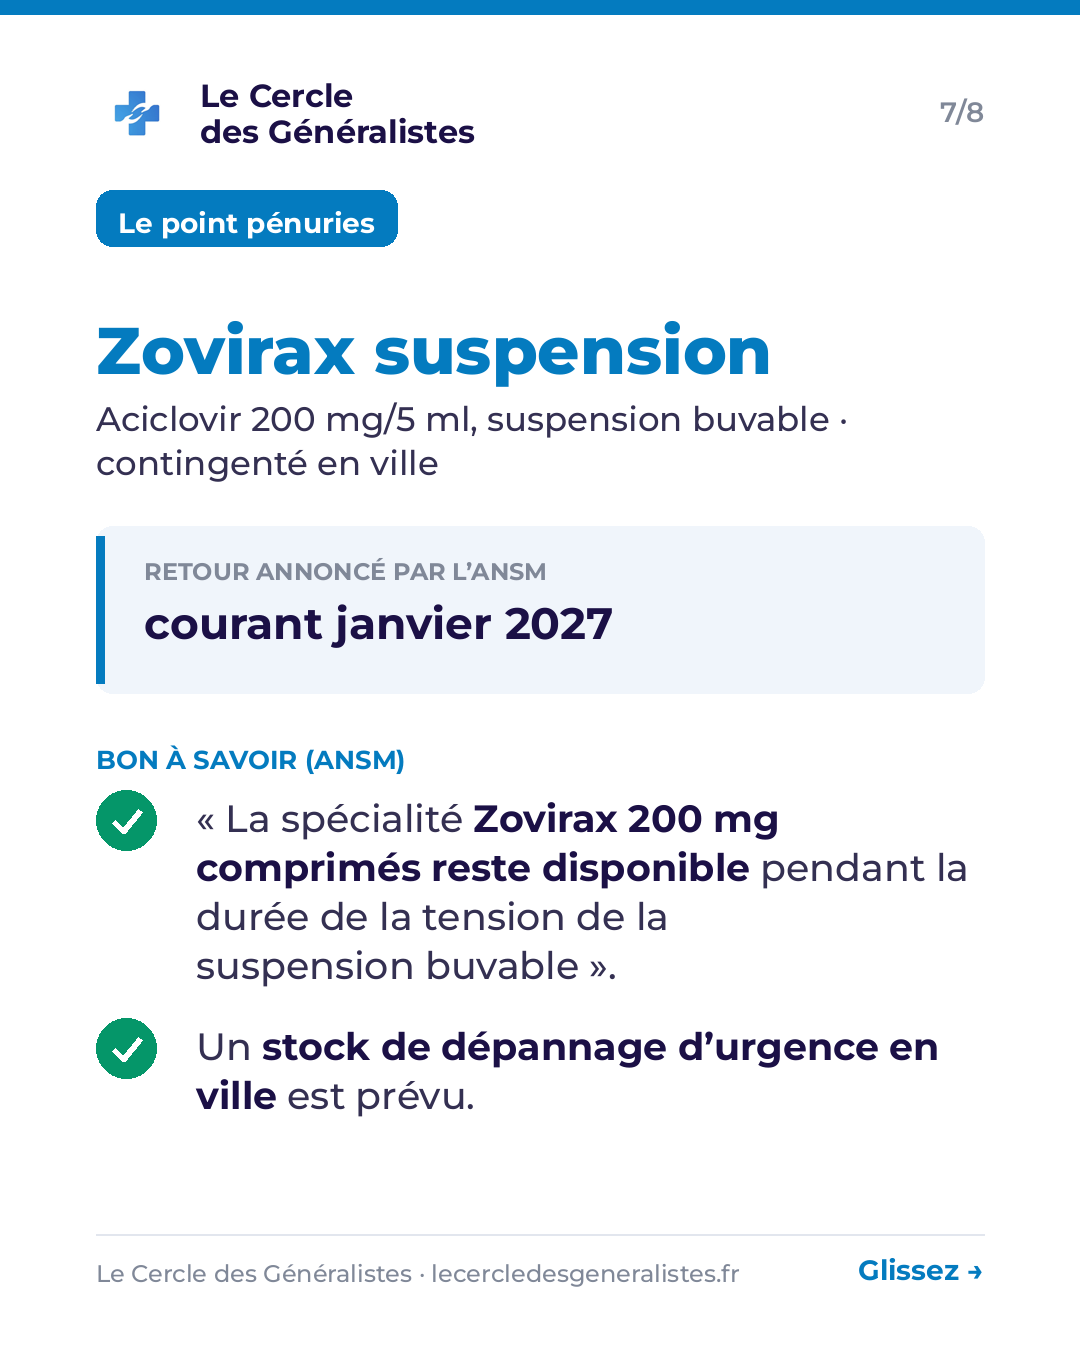 Le Cercle
des Généralistes
7/8
Le point pénuries
Zovirax suspension
Aciclovir 200 mg/5 ml, suspension buvable ·
contingenté en ville
RETOUR ANNONCÉ PAR L’ANSM
courant janvier 2027
BON À SAVOIR (ANSM)
« La spécialité Zovirax 200 mg
comprimés reste disponible pendant la
durée de la tension de la
suspension buvable ».
Un stock de dépannage d’urgence en
ville est prévu.
Le Cercle des Généralistes · lecercledesgeneralistes.fr
Glissez →